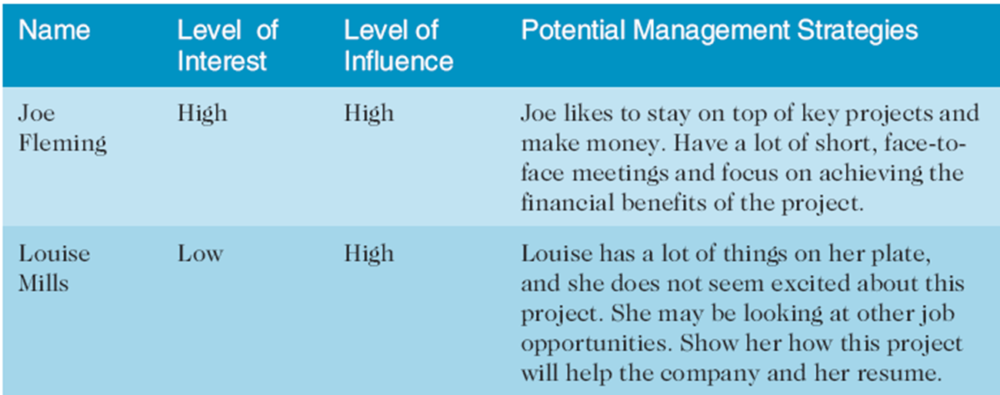 Name Level of Interest Level of Influence Potential Management Strategies
Joe Fleming High High Joe likes to stay on top of key projects and
make money. Have a lot of short, face-to-
face meetings and focus on achieving the
financial benefits of the project.
Louise Mills Low High Louise has a lot of things on her plate,
and she does not seem excited about this
project. She may be looking at other job
opportunities. Show her how this project
will help the company and her resume.